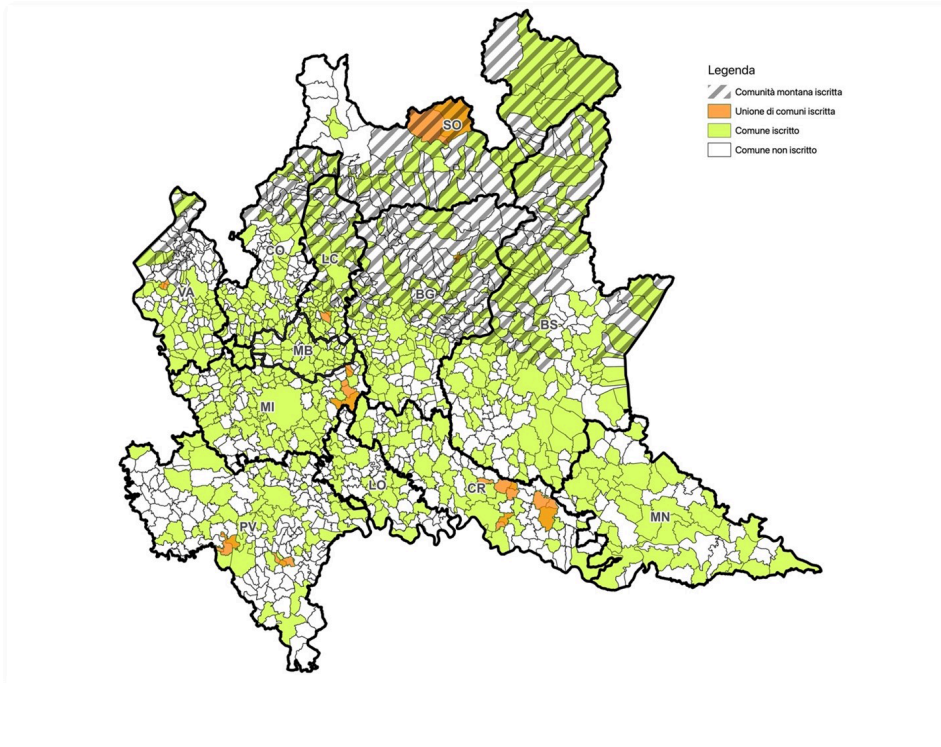 Legenda
Comunità montana iscritta
Unione di comuni iscritta
Comune iscritto
Comune non iscritto
SO
CO
LC
VA
BG
BS
MB
MI
LO
CR
PV
MN